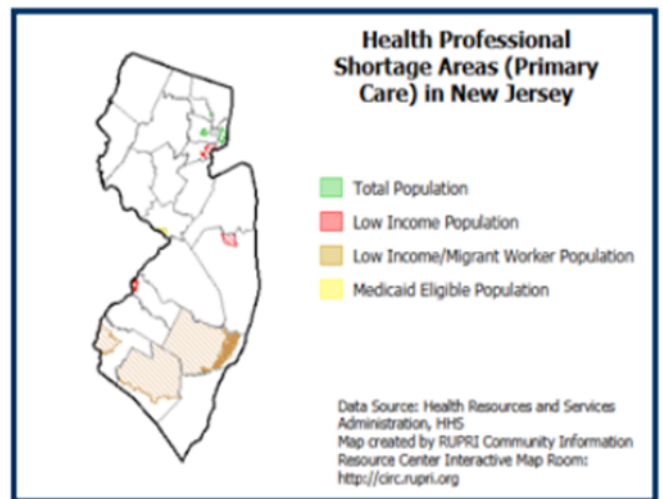 Health Professional
Shortage Areas (Primary
Care) in New Jersey
Total Population
Low Income Population
Low Income/Migrant Worker Population
Medicaid Eligible Population
Data Source: Health Resources and Services
Administration, HHS
Map created by RUPRI Community Information
Resource Center Interactive Map Room:
http://circ.rupri.org